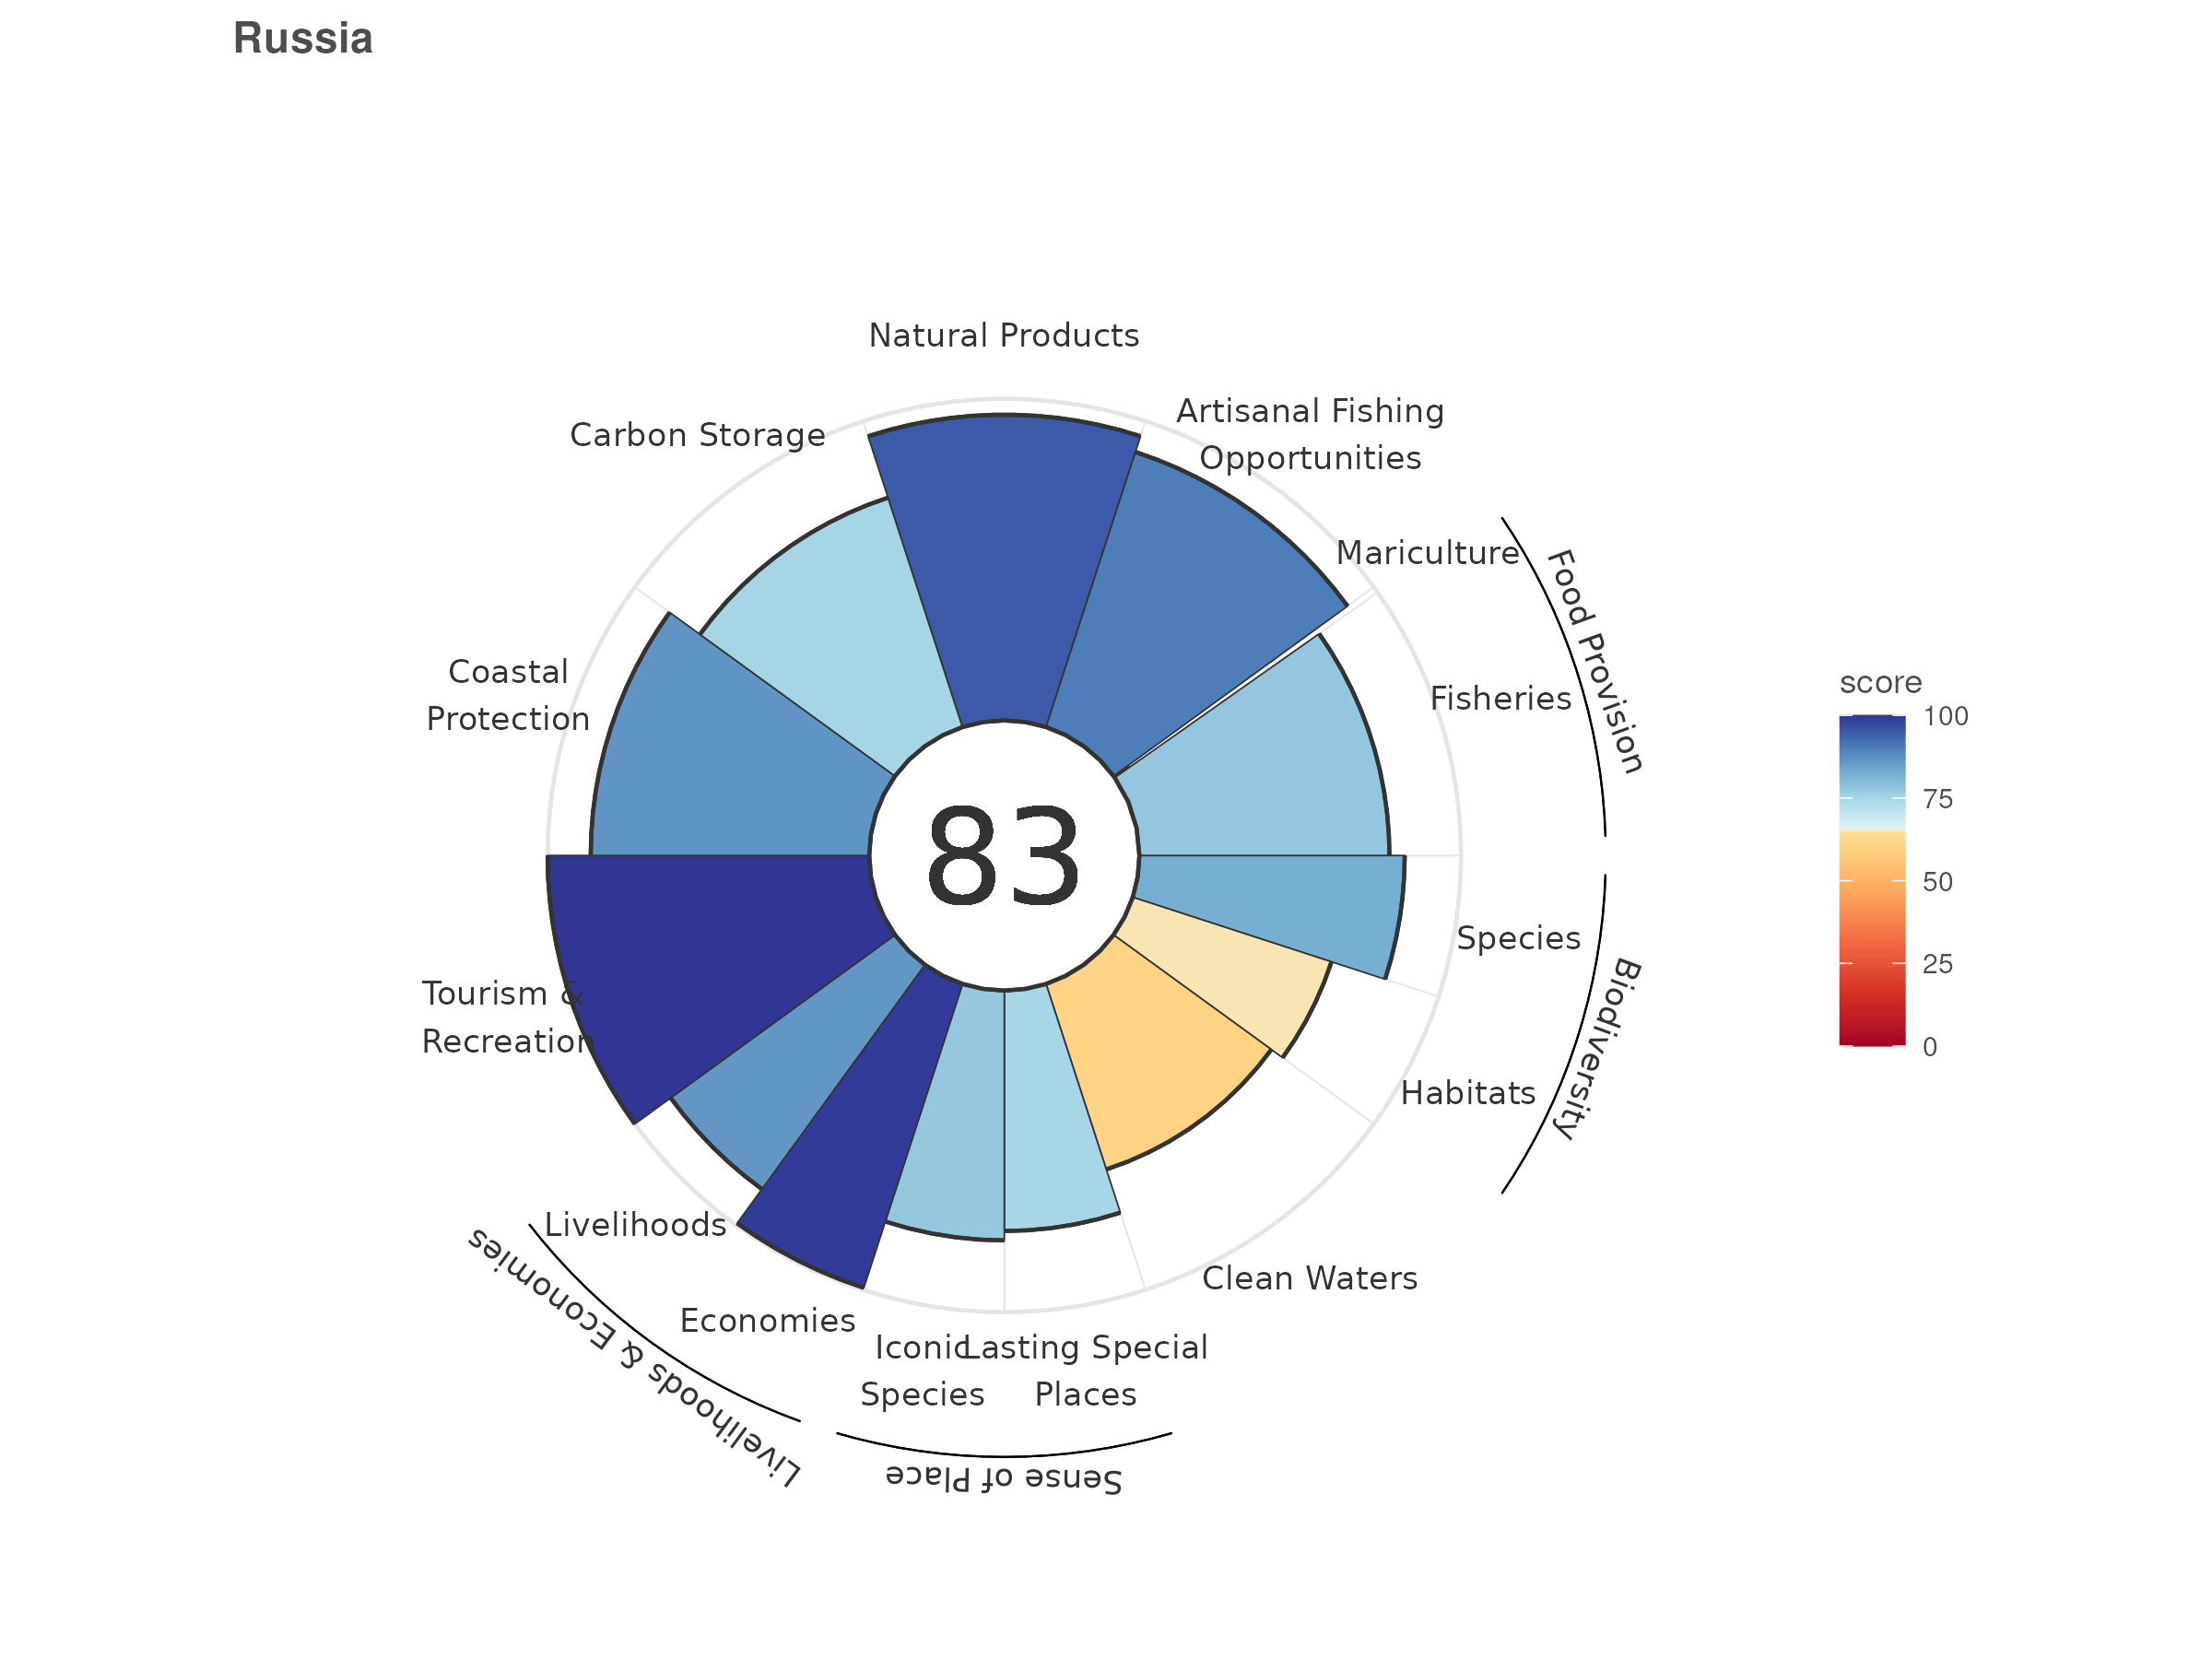 Russia
Natural Products
Artisanal Fishing
Opportunities
Carbon Storage
Mariculture
Food Provision
Fisheries
Coastal
Protection
score
100
75
50
25
0
83
Species
Biodiversity
Tourism &
Recreation
Habitats
Livelihoods
Livelihoods & Economies
Clean Waters
Economies
Iconic
Species
Lasting Special
Places
Sense of Place